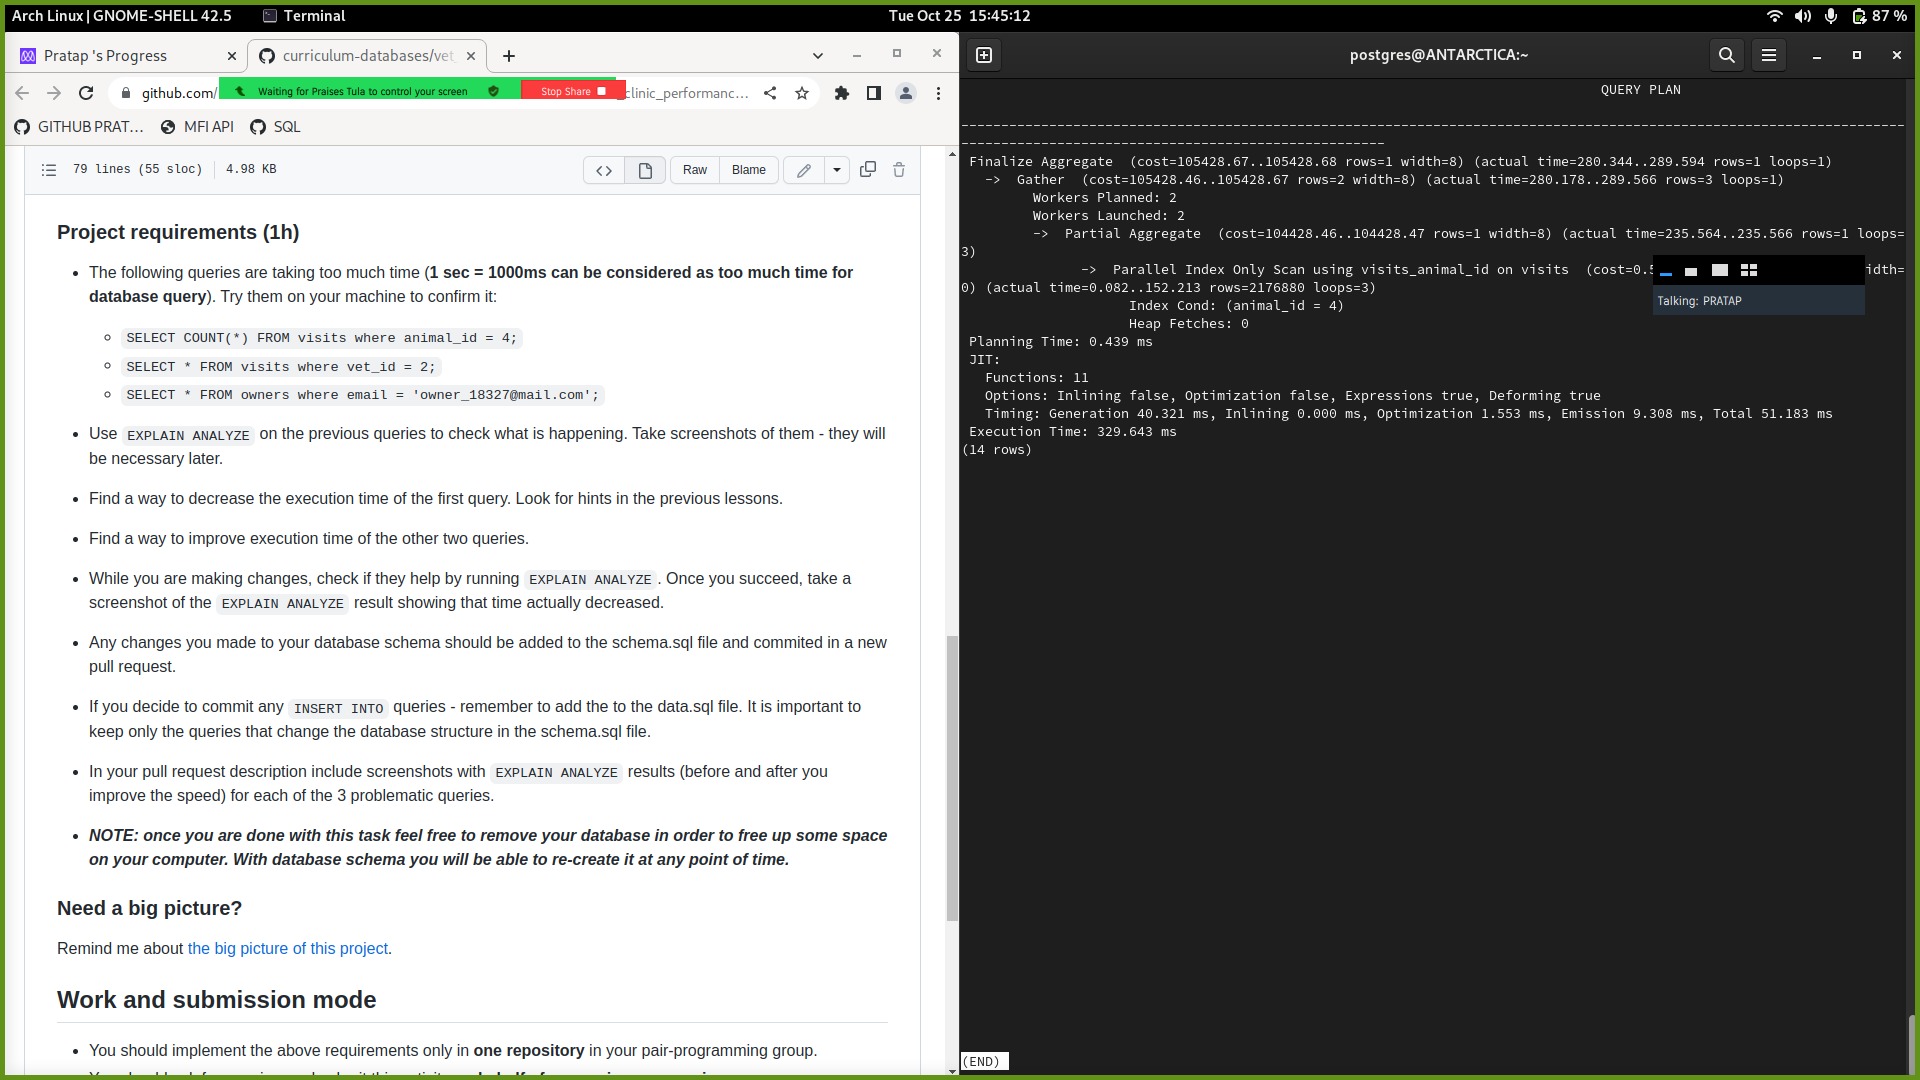 Arch Linux | GNOME-SHELL 42.5
Terminal
Tue Oct 25 15:45:12
87 %
Pratap 's Progress
curriculum-databases/vet_
github.com/
Waiting for Praises Tula to control your screen
Stop Share
clinic_performanc...
GITHUB PRAT...
MFI API
SQL
79 lines (55 sloc)
4.98 KB
Raw
Blame
Project requirements (1h)
The following queries are taking too much time (1 sec = 1000ms can be considered as too much time for
database query). Try them on your machine to confirm it:
SELECT COUNT(*) FROM visits where animal_id = 4;
SELECT * FROM visits where vet_id = 2;
SELECT * FROM owners where email = 'owner_18327@mail.com';
Use EXPLAIN ANALYZE on the previous queries to check what is happening. Take screenshots of them - they will
be necessary later.
Find a way to decrease the execution time of the first query. Look for hints in the previous lessons.
Find a way to improve execution time of the other two queries.
While you are making changes, check if they help by running EXPLAIN ANALYZE. Once you succeed, take a
screenshot of the EXPLAIN ANALYZE result showing that time actually decreased.
Any changes you made to your database schema should be added to the schema.sql file and commited in a new
pull request.
If you decide to commit any INSERT INTO queries - remember to add the to the data.sql file. It is important to
keep only the queries that change the database structure in the schema.sql file.
In your pull request description include screenshots with EXPLAIN ANALYZE results (before and after you
improve the speed) for each of the 3 problematic queries.
NOTE: once you are done with this task feel free to remove your database in order to free up some space
on your computer. With database schema you will be able to re-create it at any point of time.
Need a big picture?
Remind me about the big picture of this project.
Work and submission mode
You should implement the above requirements only in one repository in your pair-programming group.
postgres@ANTARCTICA:~
QUERY PLAN
Finalize Aggregate (cost=105428.67..105428.68 rows=1 width=8) (actual time=280.344..289.594 rows=1 loops=1)
-> Gather (cost=105428.46..105428.67 rows=2 width=8) (actual time=280.178..289.566 rows=3 loops=1)
Workers Planned: 2
Workers Launched: 2
-> Partial Aggregate (cost=104428.46..104428.47 rows=1 width=8) (actual time=235.564..235.566 rows=1 loops=
3)
-> Parallel Index Only Scan using visits_animal_id on visits (cost=0.5 idth=
0) (actual time=0.082..152.213 rows=2176880 loops=3)
Index Cond: (animal_id = 4)
Heap Fetches: 0
Planning Time: 0.439 ms
JIT:
Functions: 11
Options: Inlining false, Optimization false, Expressions true, Deforming true
Timing: Generation 40.321 ms, Inlining 0.000 ms, Optimization 1.553 ms, Emission 9.308 ms, Total 51.183 ms
Execution Time: 329.643 ms
(14 rows)
Talking: PRATAP
(END)